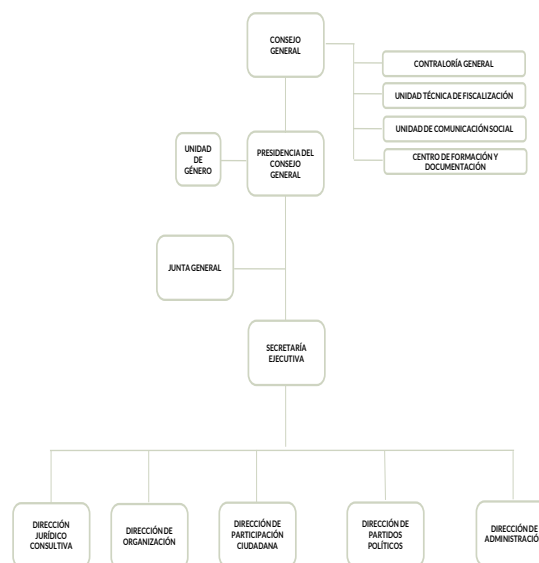 CONSEJO
GENERAL
CONTRALORÍA GENERAL
UNIDAD TÉCNICA DE FISCALIZACIÓN
UNIDAD DE COMUNICACIÓN SOCIAL
CENTRO DE FORMACIÓN Y
DOCUMENTACIÓN
UNIDAD
DE
GÉNERO
PRESIDENCIA DEL
CONSEJO
GENERAL
JUNTA GENERAL
SECRETARÍA
EJECUTIVA
DIRECCIÓN
JURÍDICO
CONSULTIVA
DIRECCIÓN DE
ORGANIZACIÓN
DIRECCIÓN DE
PARTICIPACIÓN
CIUDADANA
DIRECCIÓN DE
PARTIDOS
POLÍTICOS
DIRECCIÓN DE
ADMINISTRACIÓ